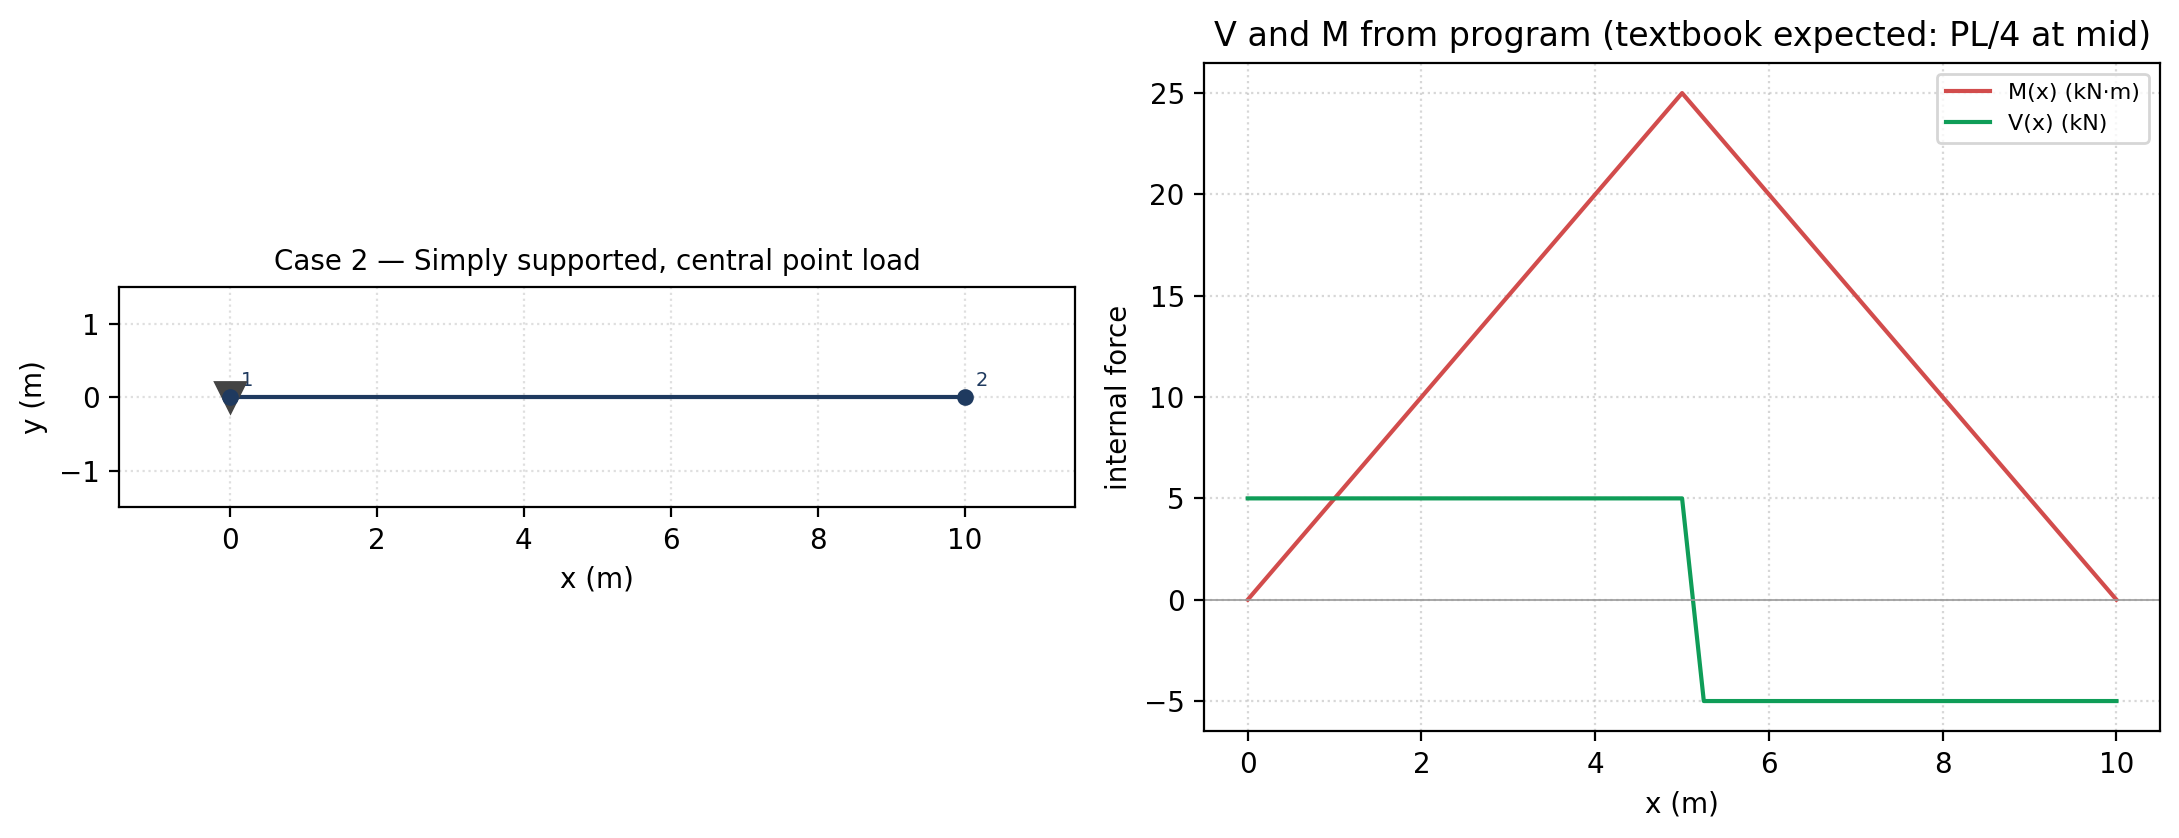 Case 2 — Simply supported, central point load
y (m)
1
0
−1
1
2
0 2 4 6 8 10
x (m)
V and M from program (textbook expected: PL/4 at mid)
M(x) (kN·m)
V(x) (kN)
internal force
25
20
15
10
5
0
−5
0 2 4 6 8 10
x (m)